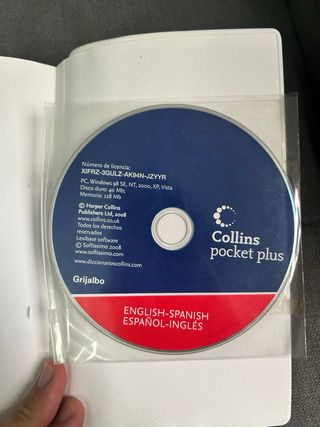 Número de licencia:
XIFRZ-3GULZ-AK94N-JZYYR
PC, Windows 98 SE, NT, 2000, XP, Vista
Disco duro: 40 Mb;
Memoria: 128 Mb
© Harper Collins
Publishers Ltd, 2008
www.collins.co.uk
Todos los derechos
reservados
Lexibase software
© Softissimo 2008
www.softissimo.com
www.diccionarioscollins.com
Collins
pocket plus
Grijalbo
ENGLISH-SPANISH
ESPAÑOL-INGLÉS